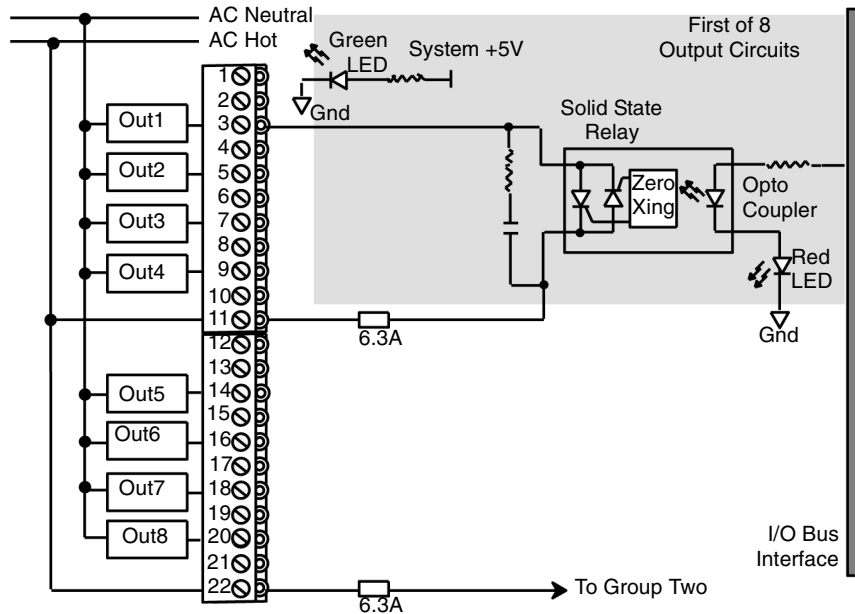 AC Neutral
AC Hot
First of 8
Output Circuits
Green
LED
System +5V
Gnd
Solid State
Relay
Zero
Xing
Opto
Coupler
Red
LED
Gnd
1
2
Out1
3
4
Out2
5
6
Out3
7
8
Out4
9
10
11
6.3A
12
13
Out5
14
15
Out6
16
17
Out7
18
19
Out8
20
21
22
6.3A
To Group Two
I/O Bus
Interface